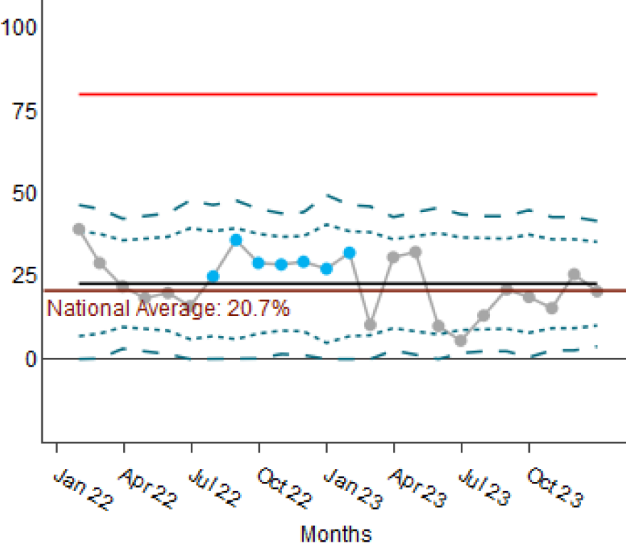 100
75
50
25
National Average: 20.7%
0
Jan 22
Apr 22
Jul 22
Oct 22
Jan 23
Apr 23
Jul 23
Oct 23
Months